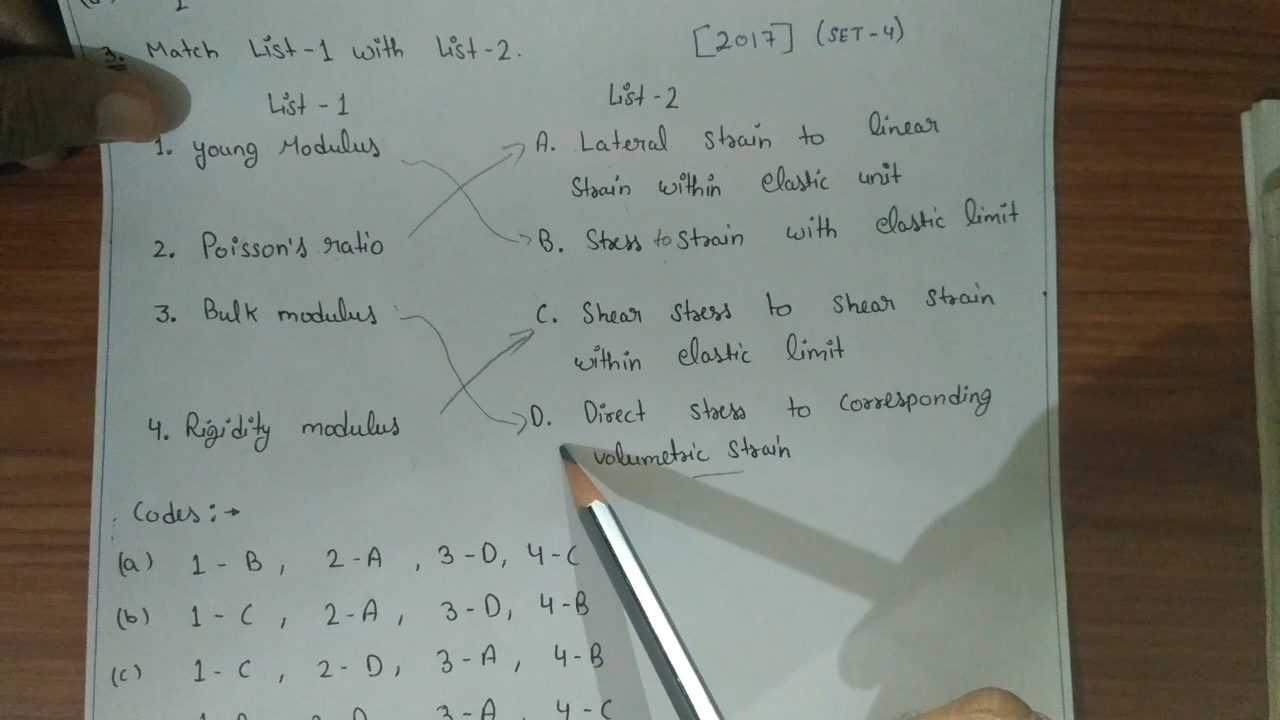 3. Match List-1 with List-2. [2017] (SET-4)
List - 1 List - 2
1. young Modulus
A. Lateral strain to linear
strain within elastic unit
2. Poisson's ratio
B. Stress to strain with elastic limit
3. Bulk modulus
C. Shear stress to shear strain
within elastic limit
4. Rigidity modulus
D. Direct stress to corresponding
volumetric strain
Codes :→
(a) 1 - B , 2 - A , 3 - D, 4 - C
(b) 1 - C , 2 - A , 3 - D, 4 - B
(c) 1 - C , 2 - D, 3 - A , 4 - B
3 - A , 4 - C